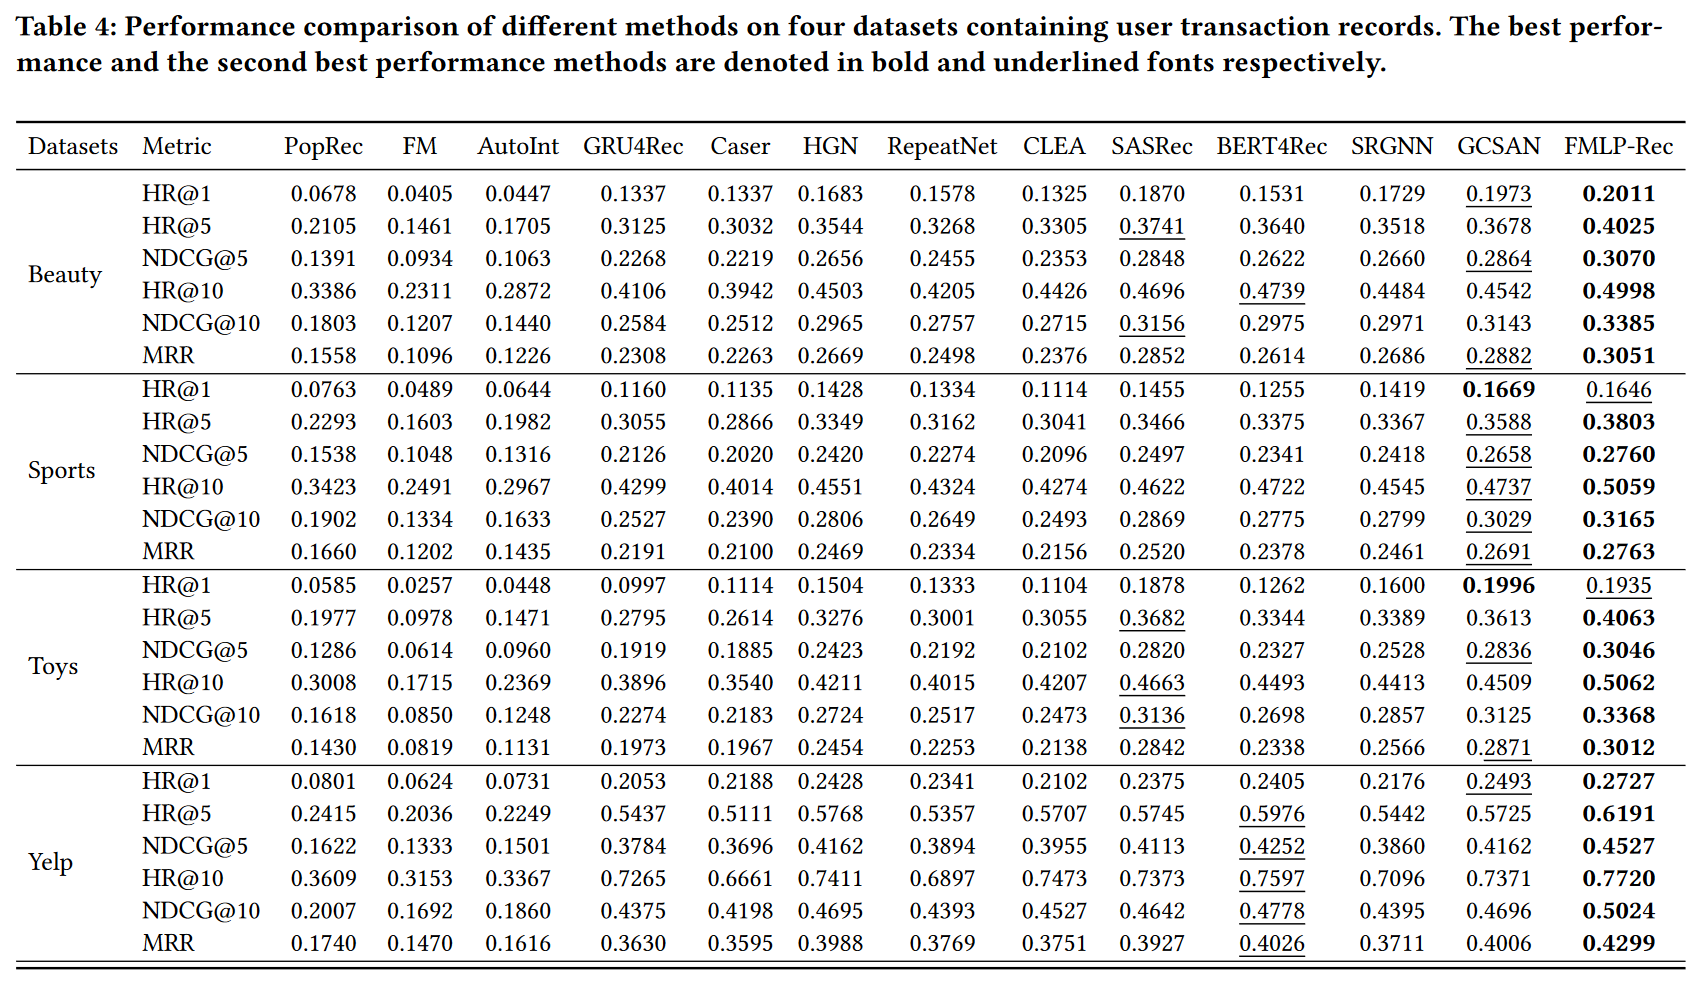 Table 4: Performance comparison of different methods on four datasets containing user transaction records. The best perfor-
mance and the second best performance methods are denoted in bold and underlined fonts respectively.
Datasets Metric PopRec FM AutoInt GRU4Rec Caser HGN RepeatNet CLEA SASRec BERT4Rec SRGNN GCSAN FMLP-Rec
Beauty
HR@1 0.0678 0.0405 0.0447 0.1337 0.1337 0.1683 0.1578 0.1325 0.1870 0.1531 0.1729 0.1973 0.2011
HR@5 0.2105 0.1461 0.1705 0.3125 0.3032 0.3544 0.3268 0.3305 0.3741 0.3640 0.3518 0.3678 0.4025
NDCG@5 0.1391 0.0934 0.1063 0.2268 0.2219 0.2656 0.2455 0.2353 0.2848 0.2622 0.2660 0.2864 0.3070
HR@10 0.3386 0.2311 0.2872 0.4106 0.3942 0.4503 0.4205 0.4426 0.4696 0.4739 0.4484 0.4542 0.4998
NDCG@10 0.1803 0.1207 0.1440 0.2584 0.2512 0.2965 0.2757 0.2715 0.3156 0.2975 0.2971 0.3143 0.3385
MRR 0.1558 0.1096 0.1226 0.2308 0.2263 0.2669 0.2498 0.2376 0.2852 0.2614 0.2686 0.2882 0.3051
Sports
HR@1 0.0763 0.0489 0.0644 0.1160 0.1135 0.1428 0.1334 0.1114 0.1455 0.1255 0.1419 0.1669 0.1646
HR@5 0.2293 0.1603 0.1982 0.3055 0.2866 0.3349 0.3162 0.3041 0.3466 0.3375 0.3367 0.3588 0.3803
NDCG@5 0.1538 0.1048 0.1316 0.2126 0.2020 0.2420 0.2274 0.2096 0.2497 0.2341 0.2418 0.2658 0.2760
HR@10 0.3423 0.2491 0.2967 0.4299 0.4014 0.4551 0.4324 0.4274 0.4622 0.4722 0.4545 0.4737 0.5059
NDCG@10 0.1902 0.1334 0.1633 0.2527 0.2390 0.2806 0.2649 0.2493 0.2869 0.2775 0.2799 0.3029 0.3165
MRR 0.1660 0.1202 0.1435 0.2191 0.2100 0.2469 0.2334 0.2156 0.2520 0.2378 0.2461 0.2691 0.2763
Toys
HR@1 0.0585 0.0257 0.0448 0.0997 0.1114 0.1504 0.1333 0.1104 0.1878 0.1262 0.1600 0.1996 0.1935
HR@5 0.1977 0.0978 0.1471 0.2795 0.2614 0.3276 0.3001 0.3055 0.3682 0.3344 0.3389 0.3613 0.4063
NDCG@5 0.1286 0.0614 0.0960 0.1919 0.1885 0.2423 0.2192 0.2102 0.2820 0.2327 0.2528 0.2836 0.3046
HR@10 0.3008 0.1715 0.2369 0.3896 0.3540 0.4211 0.4015 0.4207 0.4663 0.4493 0.4413 0.4509 0.5062
NDCG@10 0.1618 0.0850 0.1248 0.2274 0.2183 0.2724 0.2517 0.2473 0.3136 0.2698 0.2857 0.3125 0.3368
MRR 0.1430 0.0819 0.1131 0.1973 0.1967 0.2454 0.2253 0.2138 0.2842 0.2338 0.2566 0.2871 0.3012
Yelp
HR@1 0.0801 0.0624 0.0731 0.2053 0.2188 0.2428 0.2341 0.2102 0.2375 0.2405 0.2176 0.2493 0.2727
HR@5 0.2415 0.2036 0.2249 0.5437 0.5111 0.5768 0.5357 0.5707 0.5745 0.5976 0.5442 0.5725 0.6191
NDCG@5 0.1622 0.1333 0.1501 0.3784 0.3696 0.4162 0.3894 0.3955 0.4113 0.4252 0.3860 0.4162 0.4527
HR@10 0.3609 0.3153 0.3367 0.7265 0.6661 0.7411 0.6897 0.7473 0.7373 0.7597 0.7096 0.7371 0.7720
NDCG@10 0.2007 0.1692 0.1860 0.4375 0.4198 0.4695 0.4393 0.4527 0.4642 0.4778 0.4395 0.4696 0.5024
MRR 0.1740 0.1470 0.1616 0.3630 0.3595 0.3988 0.3769 0.3751 0.3927 0.4026 0.3711 0.4006 0.4299